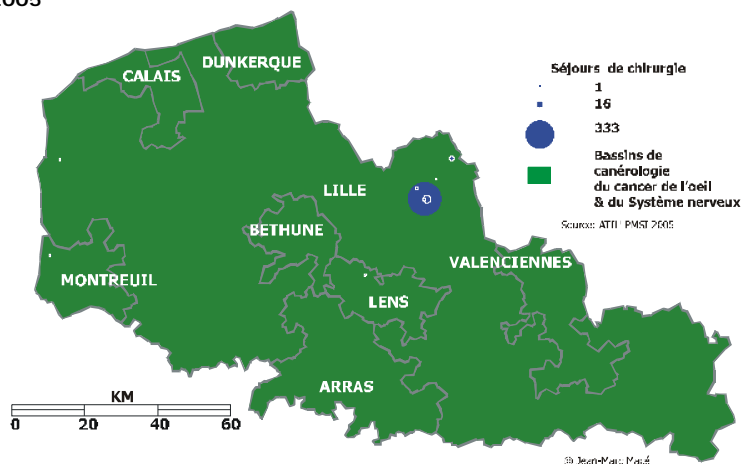 2005
DUNKERQUE
CALAIS
Séjours de chirurgie
1
16
333
Bassins de
canérologie
du cancer de l'oeil
& du Système nerveux
Source: ATIH PMSI 2005
LILLE
BETHUNE
VALENCIENNES
MONTREUIL
LENS
ARRAS
KM
0 20 40 60
@ Jean-Marc Macé